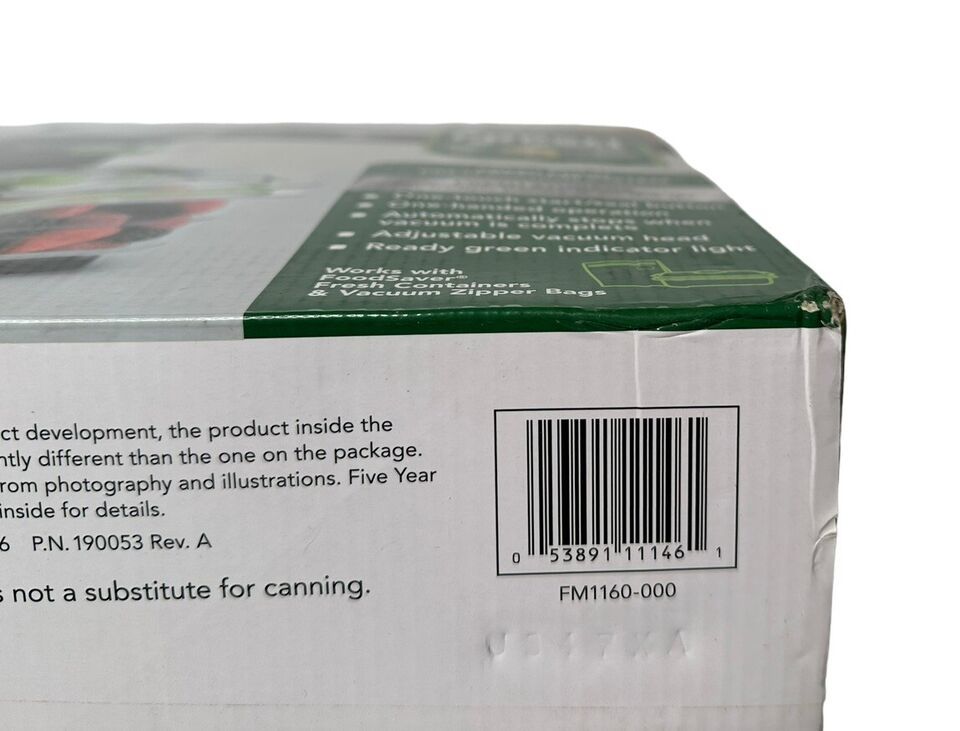 One-handed operation
Automatically stops when
vacuum is complete
Adjustable vacuum head
Ready green indicator light
Works with
FoodSaver®
Fresh Containers
& Vacuum Zipper Bags
ct development, the product inside the
ntly different than the one on the package.
rom photography and illustrations. Five Year
inside for details.
6 P.N. 190053 Rev. A
s not a substitute for canning.
0 53891 11146 1
FM1160-000